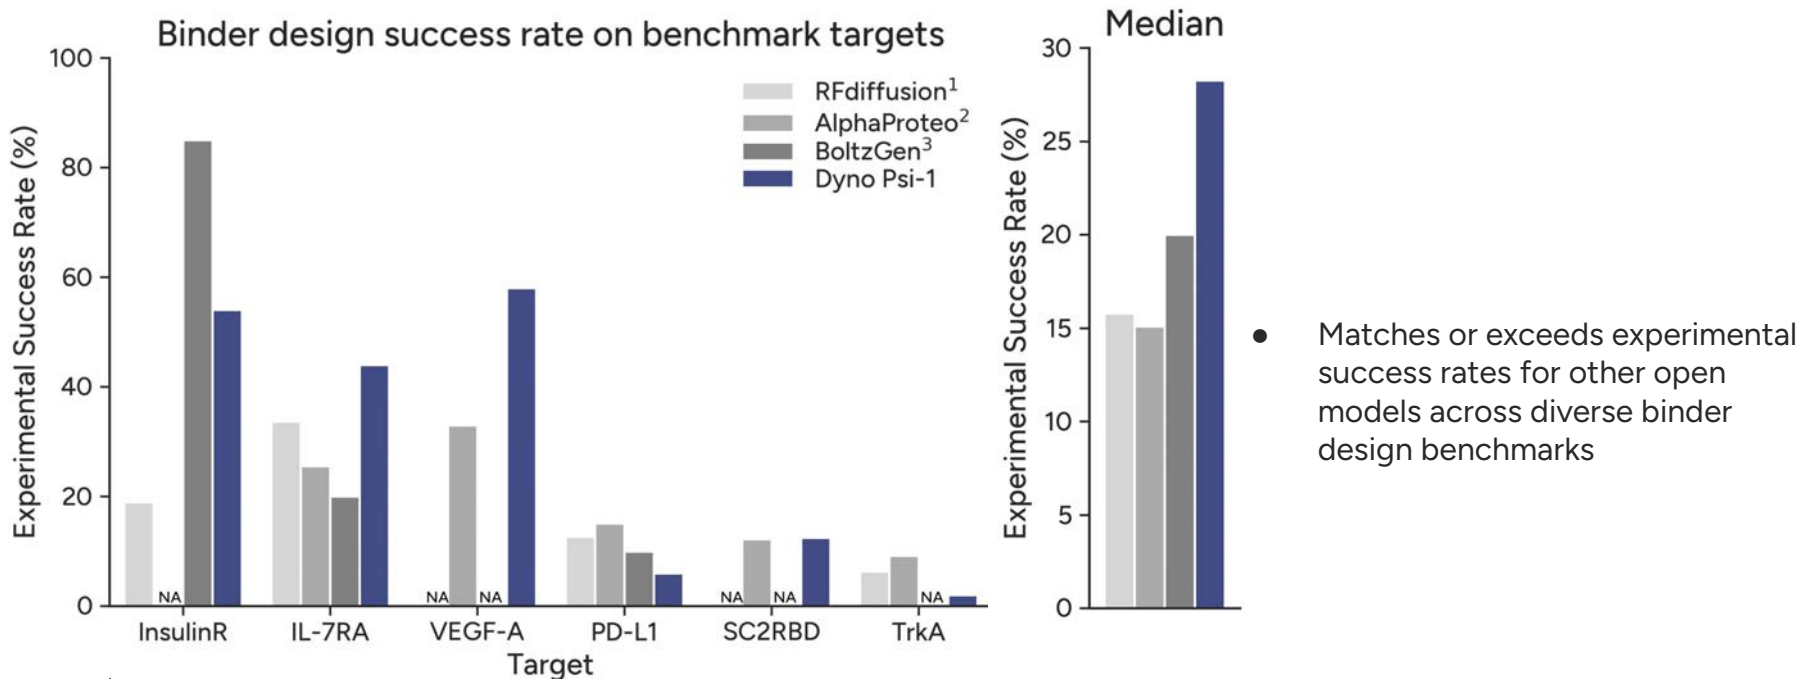 Binder design success rate on benchmark targets
Experimental Success Rate (%)
100
80
60
40
20
0
RFdiffusion1
AlphaProteo2
BoltzGen3
Dyno Psi-1
NA
NA
NA
NA
NA
NA
InsulinR
IL-7RA
VEGF-A
PD-L1
SC2RBD
TrkA
Target
Median
Experimental Success Rate (%)
30
25
20
15
10
5
0
● Matches or exceeds experimental
success rates for other open
models across diverse binder
design benchmarks